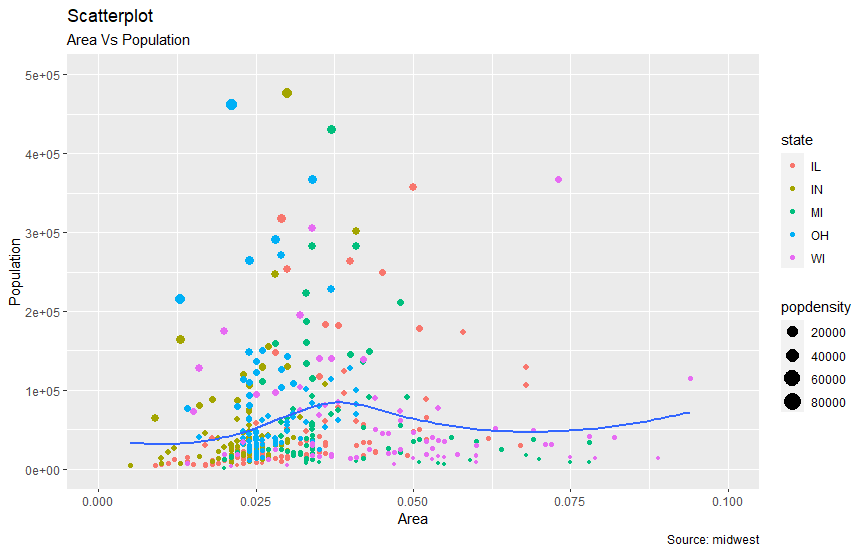 Scatterplot
Area Vs Population
5e+05
4e+05
3e+05
2e+05
1e+05
0e+00
Population
0.000 0.025 0.050 0.075 0.100
Area
state
IL
IN
MI
OH
WI
popdensity
20000
40000
60000
80000
Source: midwest